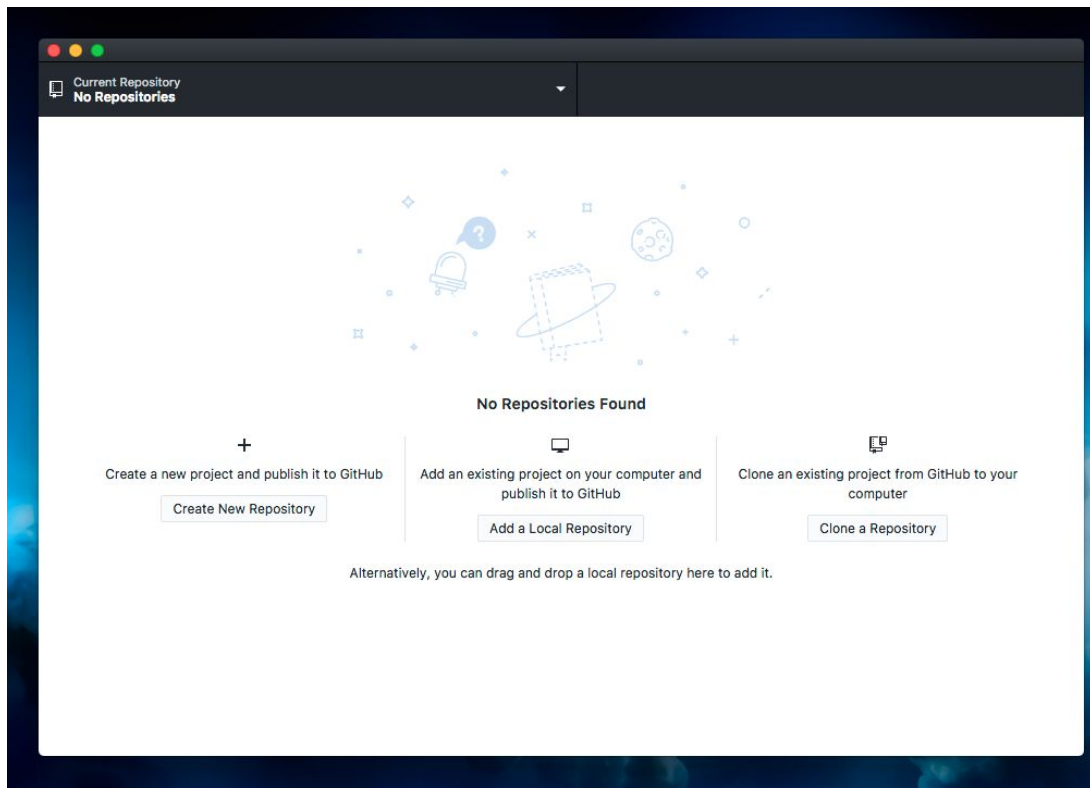 Current Repository
No Repositories
?
No Repositories Found
Create a new project and publish it to GitHub
Create New Repository
Add an existing project on your computer and
publish it to GitHub
Add a Local Repository
Clone an existing project from GitHub to your
computer
Clone a Repository
Alternatively, you can drag and drop a local repository here to add it.